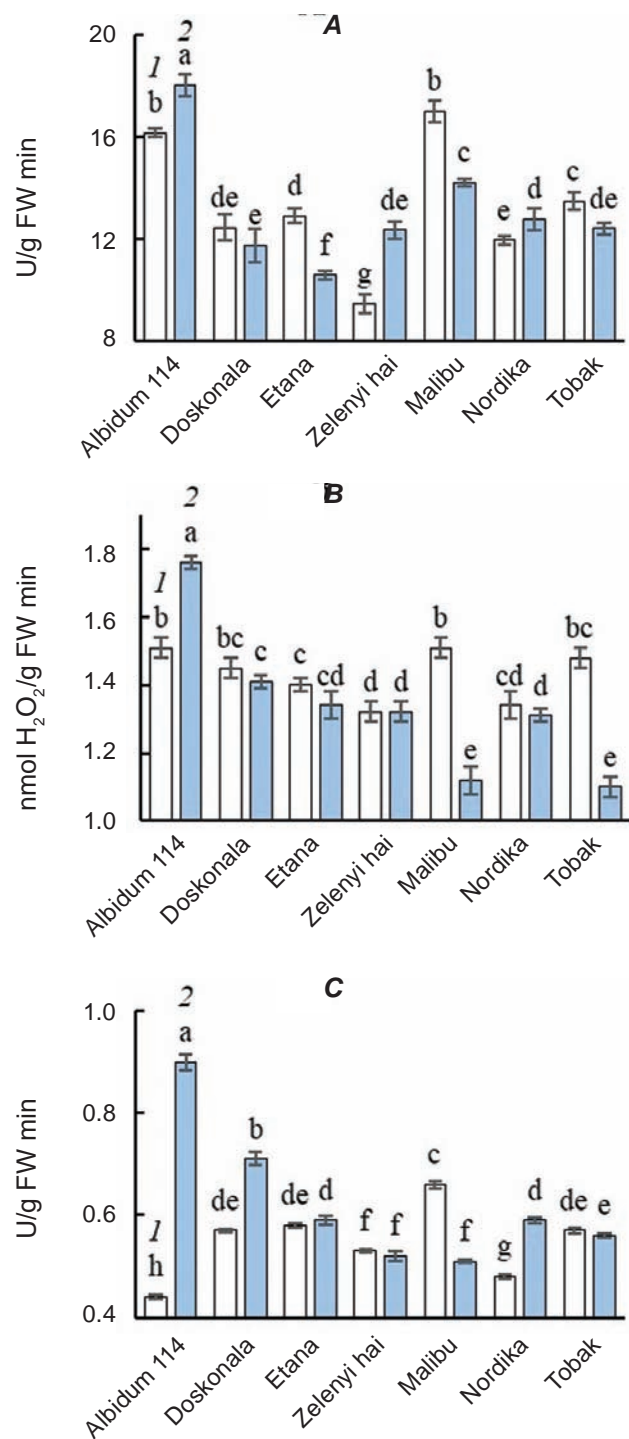 A
20
16
12
8
U/g FW min
1
b
2
a
de
e
d
f
g
de
b
c
e
d
c
de
Albidum 114
Doskonala
Etana
Zelenyi hai
Malibu
Nordika
Tobak
B
1.8
1.6
1.4
1.2
1.0
nmol H₂O₂/g FW min
1
b
2
a
bc
c
c
cd
d
d
b
e
cd
d
bc
e
Albidum 114
Doskonala
Etana
Zelenyi hai
Malibu
Nordika
Tobak
C
1.0
0.8
0.6
0.4
U/g FW min
1
h
2
a
de
b
de
d
f
f
c
f
g
d
de
e
Albidum 114
Doskonala
Etana
Zelenyi hai
Malibu
Nordika
Tobak